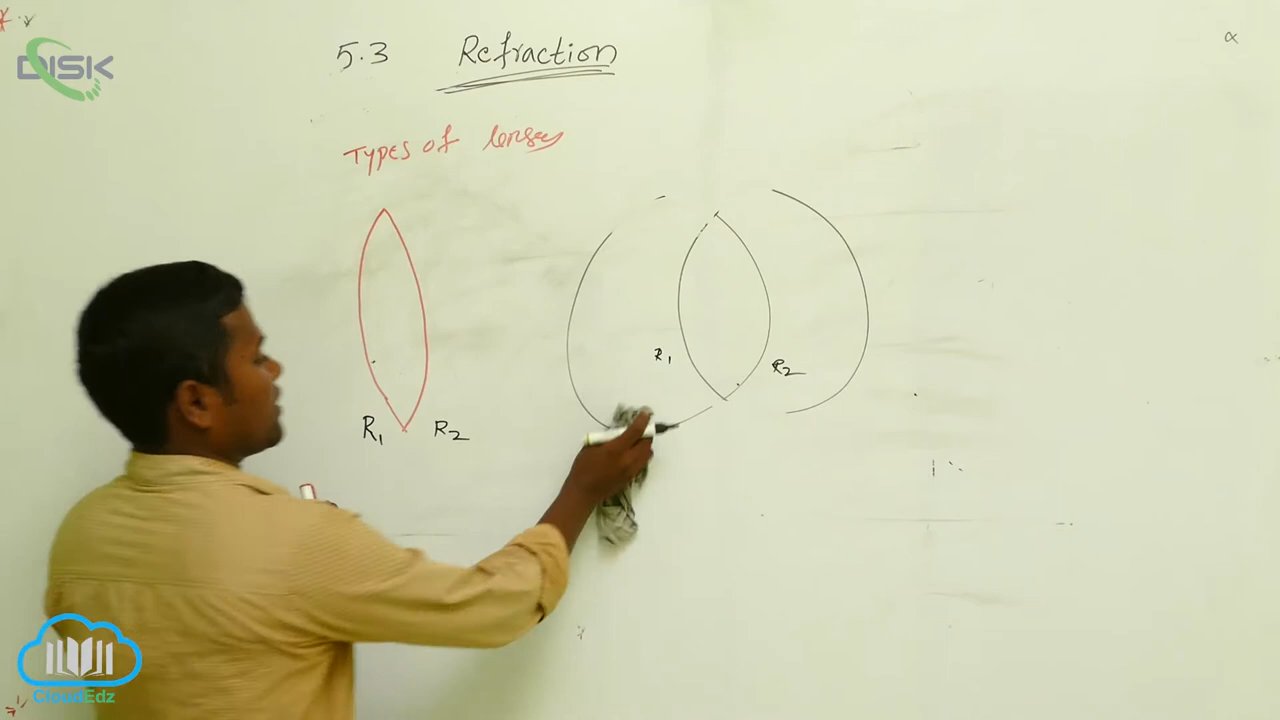 DISK
5.3 Refraction
Types of lenses
R1 R2
R1 R2
CloudEdz